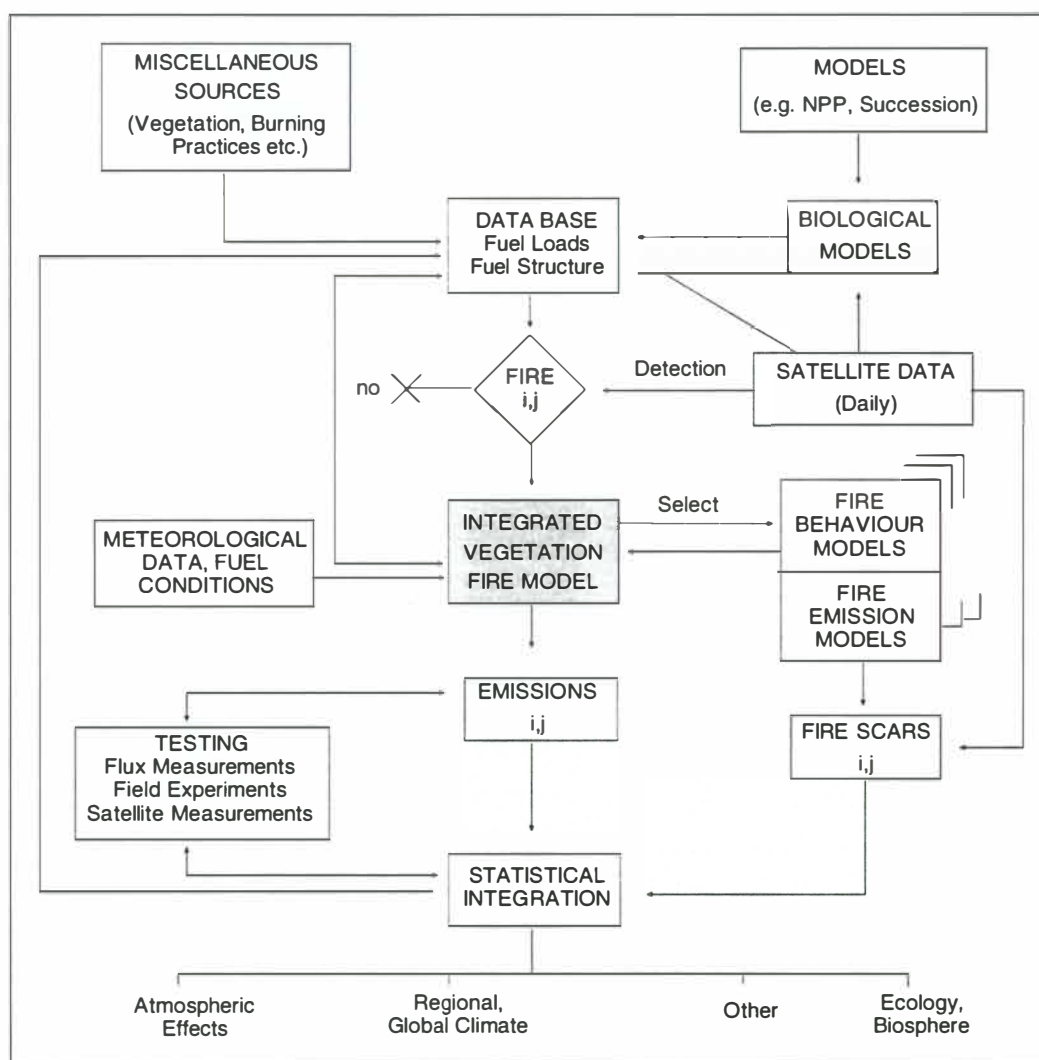 MISCELLANEOUS
SOURCES
(Vegetation, Burning
Practices etc.)
MODELS
(e.g. NPP, Succession)
DATA BASE
Fuel Loads
Fuel Structure
BIOLOGICAL
MODELS
no
FIRE
i,j
Detection
SATELLITE DATA
(Daily)
METEOROLOGICAL
DATA, FUEL
CONDITIONS
INTEGRATED
VEGETATION
FIRE MODEL
Select
FIRE
BEHAVIOUR
MODELS
FIRE
EMISSION
MODELS
EMISSIONS
i,j
TESTING
Flux Measurements
Field Experiments
Satellite Measurements
FIRE SCARS
i,j
STATISTICAL
INTEGRATION
Atmospheric
Effects
Regional,
Global Climate
Other
Ecology,
Biosphere